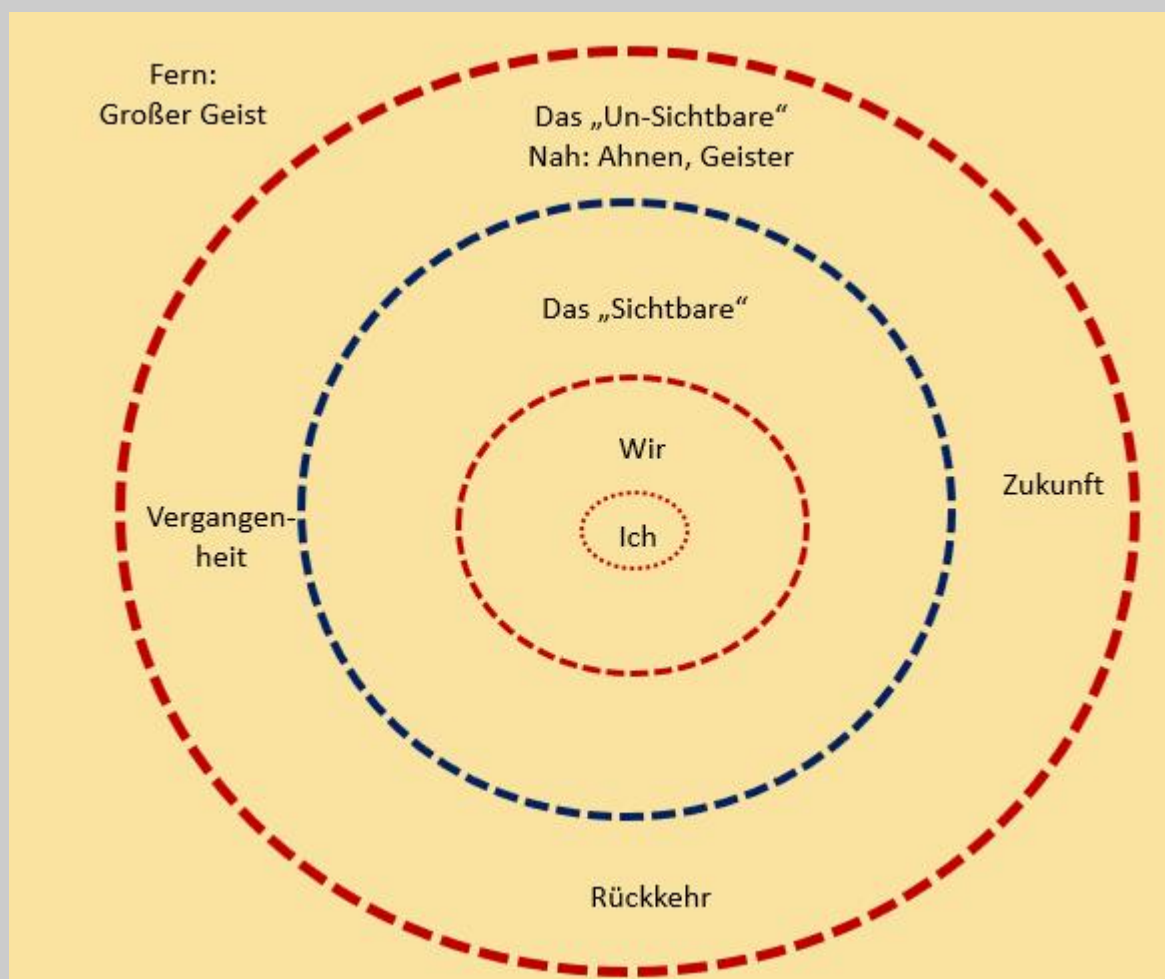 Fern:
Großer Geist
Das „Un-Sichtbare“
Nah: Ahnen, Geister
Das „Sichtbare“
Wir
Ich
Vergangen-
heit
Zukunft
Rückkehr